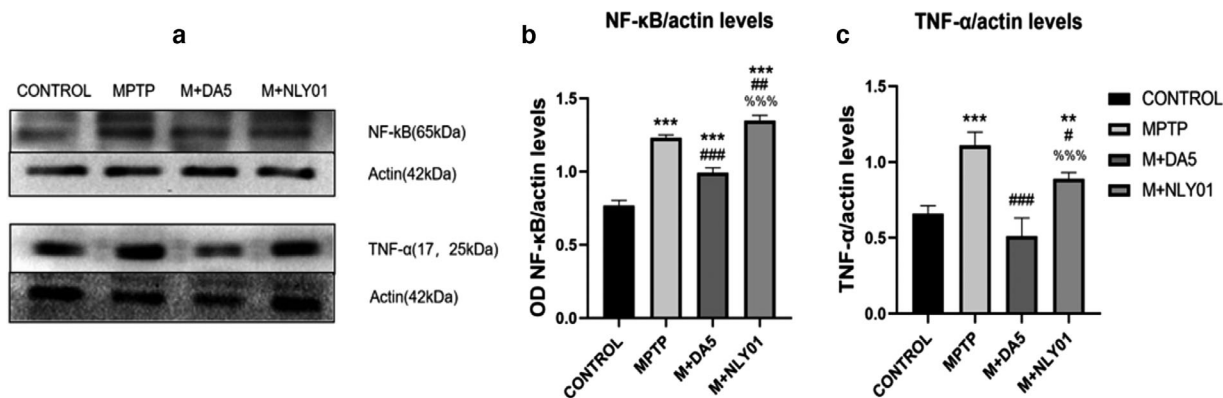 a
CONTROL MPTP M+DA5 M+NLY01
NF-kB(65kDa)
Actin(42kDa)
TNF-α(17, 25kDa)
Actin(42kDa)
b
NF-κB/actin levels
OD NF-κB/actin levels
1.5
1.0
0.5
0.0
***
***
###
***
##
%%%
CONTROL
MPTP
M+DA5
M+NLY01
c
TNF-α/actin levels
TNF-α/actin levels
1.5
1.0
0.5
0.0
***
###
**
#
%%%
CONTROL
MPTP
M+DA5
M+NLY01
CONTROL
MPTP
M+DA5
M+NLY01